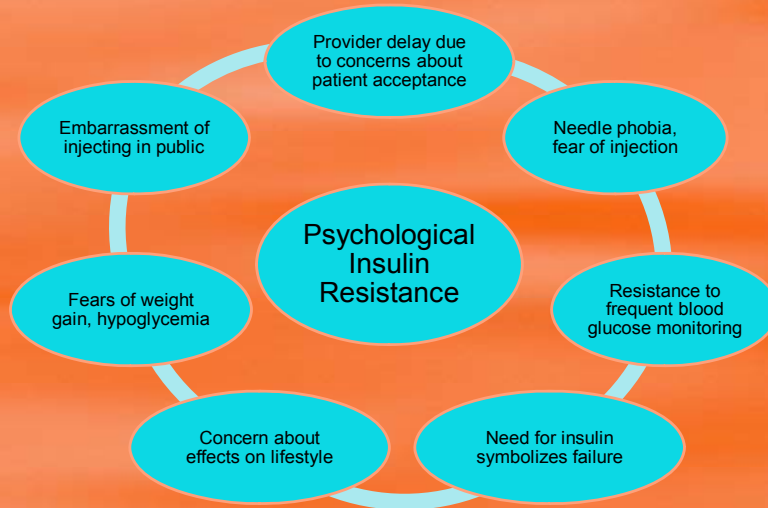 Provider delay due
to concerns about
patient acceptance
Needle phobia,
fear of injection
Resistance to
frequent blood
glucose monitoring
Need for insulin
symbolizes failure
Concern about
effects on lifestyle
Fears of weight
gain, hypoglycemia
Embarrassment of
injecting in public
Psychological
Insulin
Resistance